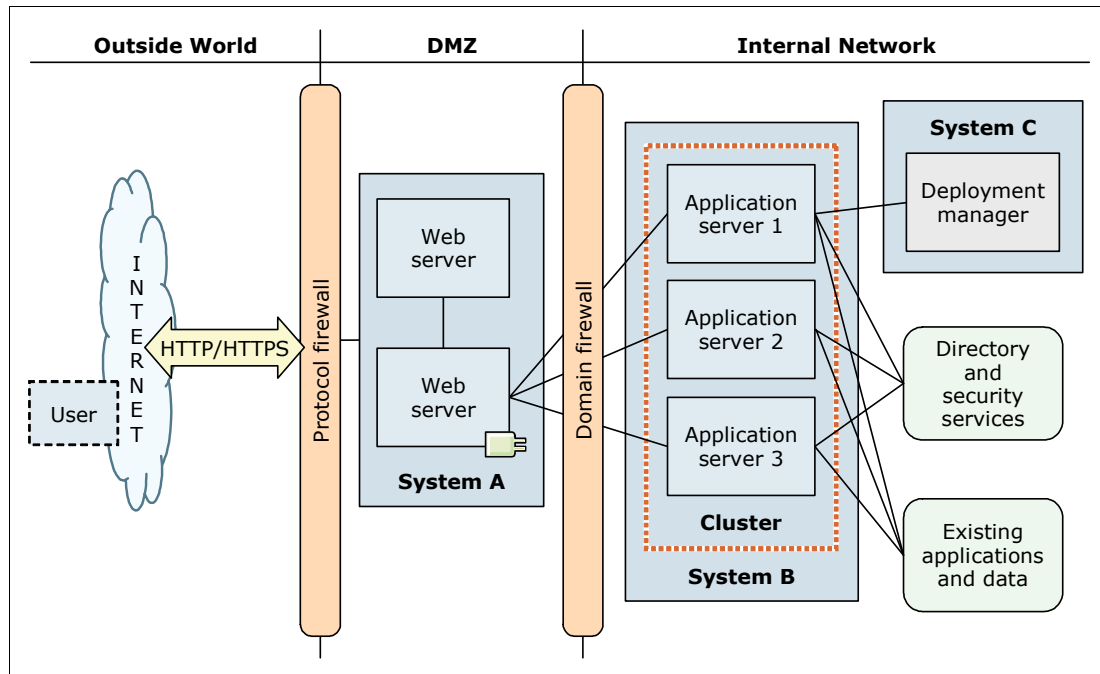 Outside World
DMZ
Internal Network
User
INTERNET
HTTP/HTTPS
Protocol firewall
Web
server
Web
server
System A
Domain firewall
Application
server 1
Application
server 2
Application
server 3
Cluster
System B
System C
Deployment
manager
Directory
and
security
services
Existing
applications
and data